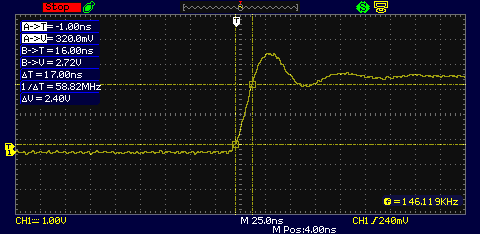 Stop
T
A->T=-1.00ns
A->V=320.0mV
B->T=16.00ns
B->V=2.72V
ΔT=17.00ns
1/ΔT=58.82MHz
ΔV=2.40V
T
1
=146.119KHz
CH1 1.00V M 25.0ns CH1 240mV
M Pos:4.00ns